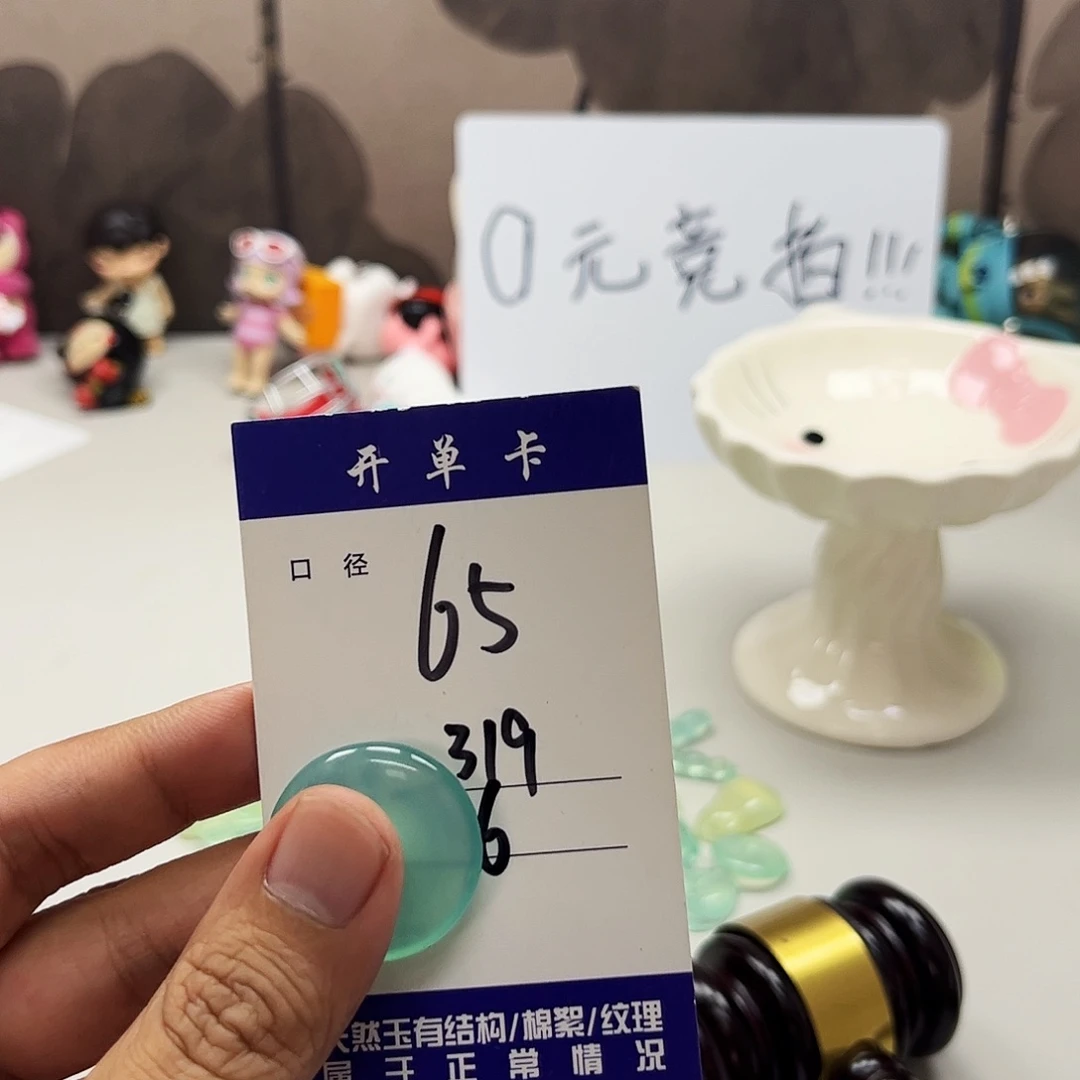 0元竞拍!!!
开单卡
口径 65
319
6
天然玉有结构/棉絮/纹理
属于正常情况